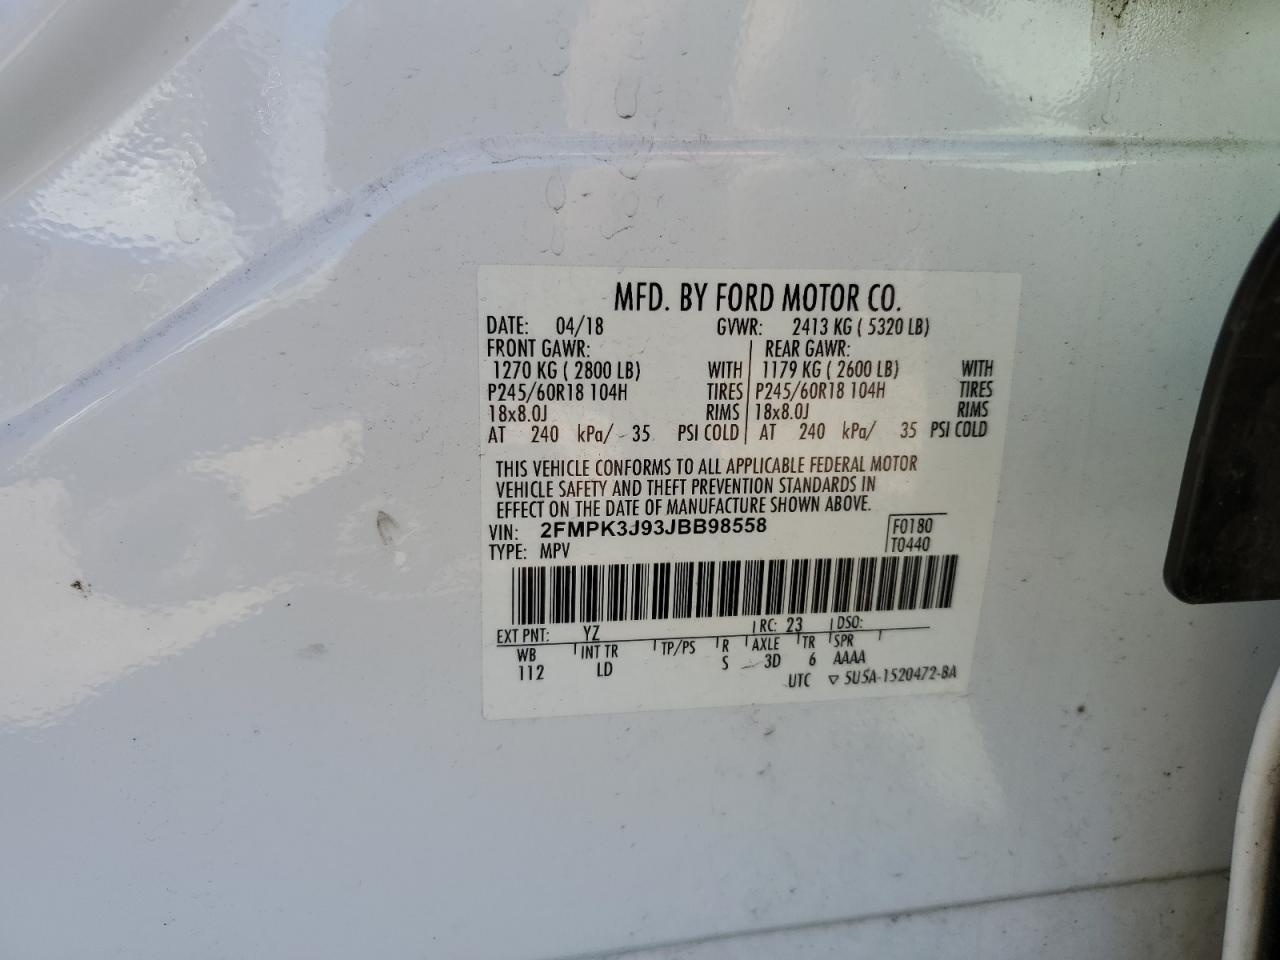 MFD. BY FORD MOTOR CO.
DATE: 04/18 GVWR: 2413 KG ( 5320 LB)
FRONT GAWR: REAR GAWR:
1270 KG ( 2800 LB) WITH 1179 KG ( 2600 LB) WITH
P245/60R18 104H TIRES P245/60R18 104H TIRES
18x8.0J RIMS 18x8.0J RIMS
AT 240 kPa/ 35 PSI COLD AT 240 kPa/ 35 PSI COLD
THIS VEHICLE CONFORMS TO ALL APPLICABLE FEDERAL MOTOR
VEHICLE SAFETY AND THEFT PREVENTION STANDARDS IN
EFFECT ON THE DATE OF MANUFACTURE SHOWN ABOVE.
VIN: 2FMPK3J93JBB98558 F0180
TYPE: MPV T0440
EXT PNT: YZ RC: 23 DSO:
WB INT TR TP/PS R AXLE TR SPR
112 LD S 3D 6 AAAA
UTC ▽ 5U5A-1520472-BA